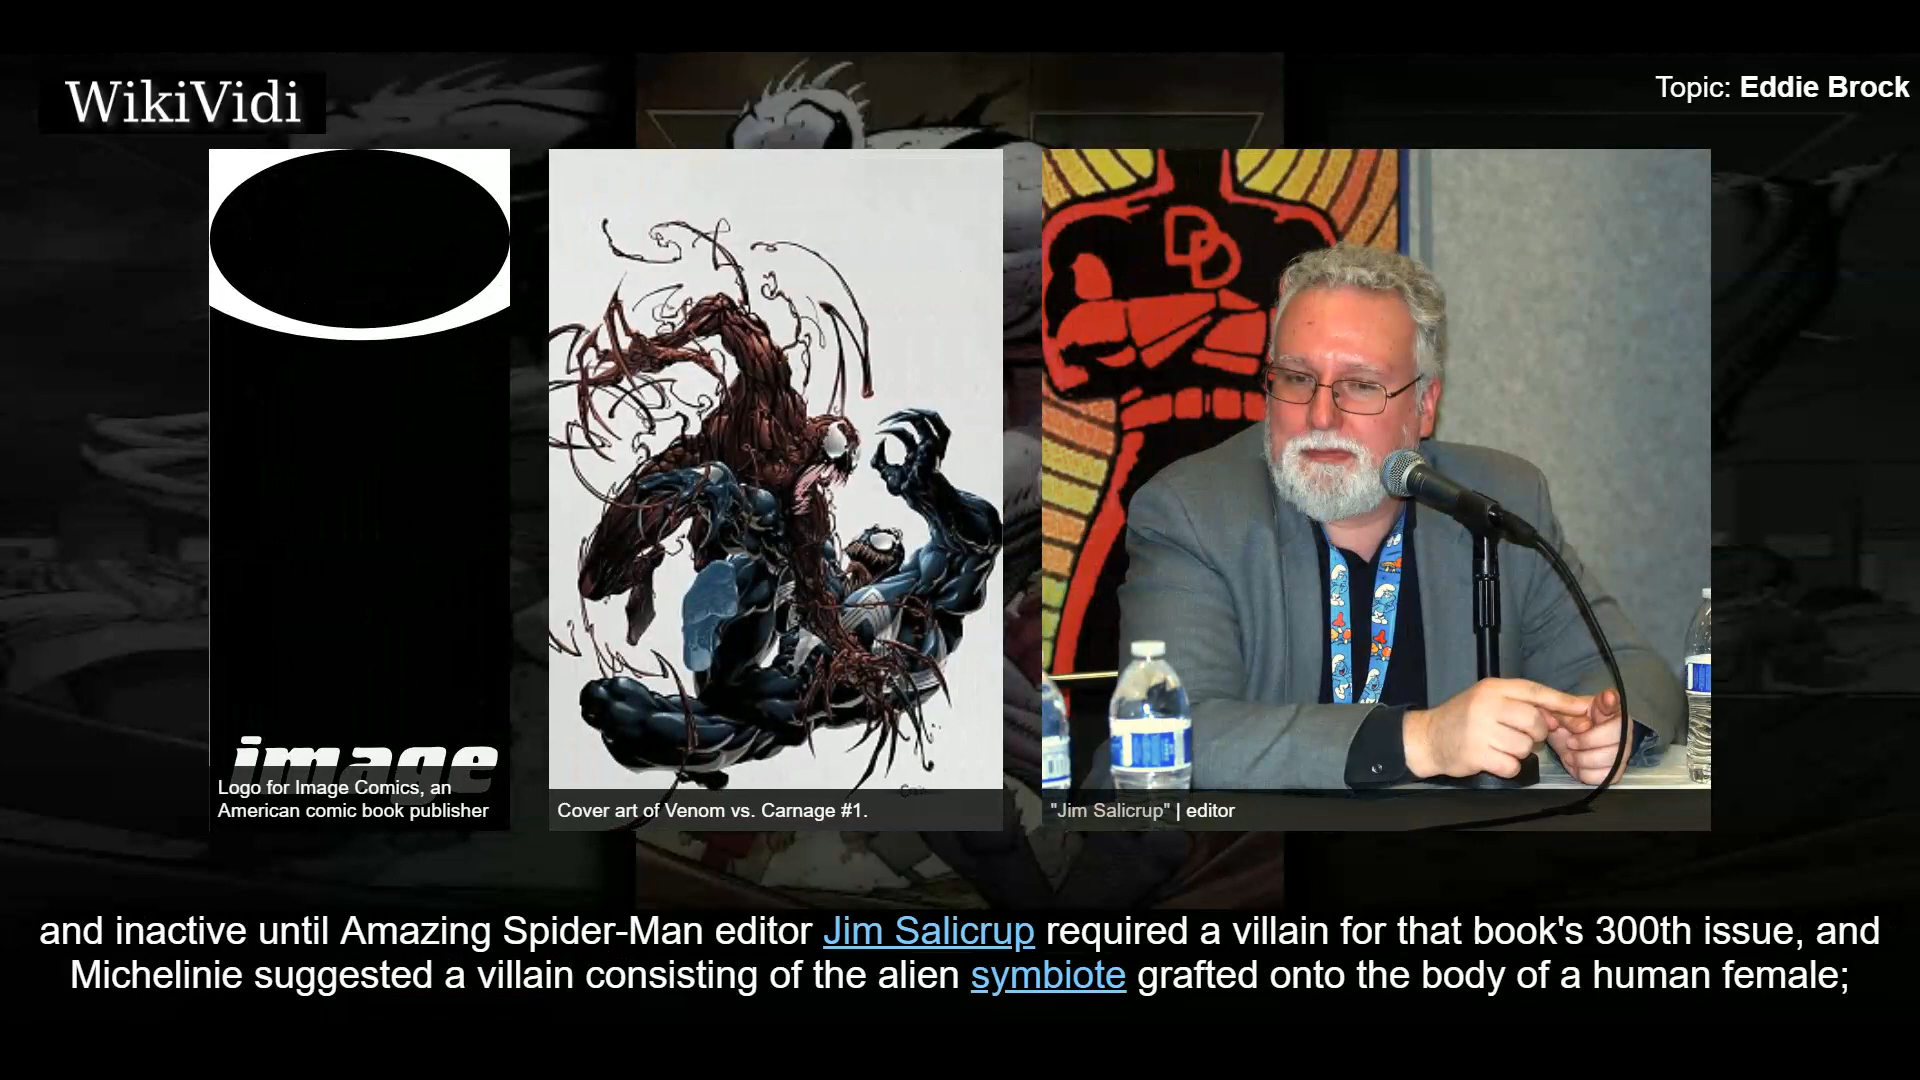 WikiVidi
Topic: Eddie Brock
DD
image
Logo for Image Comics, an
American comic book publisher
Cover art of Venom vs. Carnage #1.
"Jim Salicrup" | editor
and inactive until Amazing Spider-Man editor Jim Salicrup required a villain for that book's 300th issue, and
Michelinie suggested a villain consisting of the alien symbiote grafted onto the body of a human female;